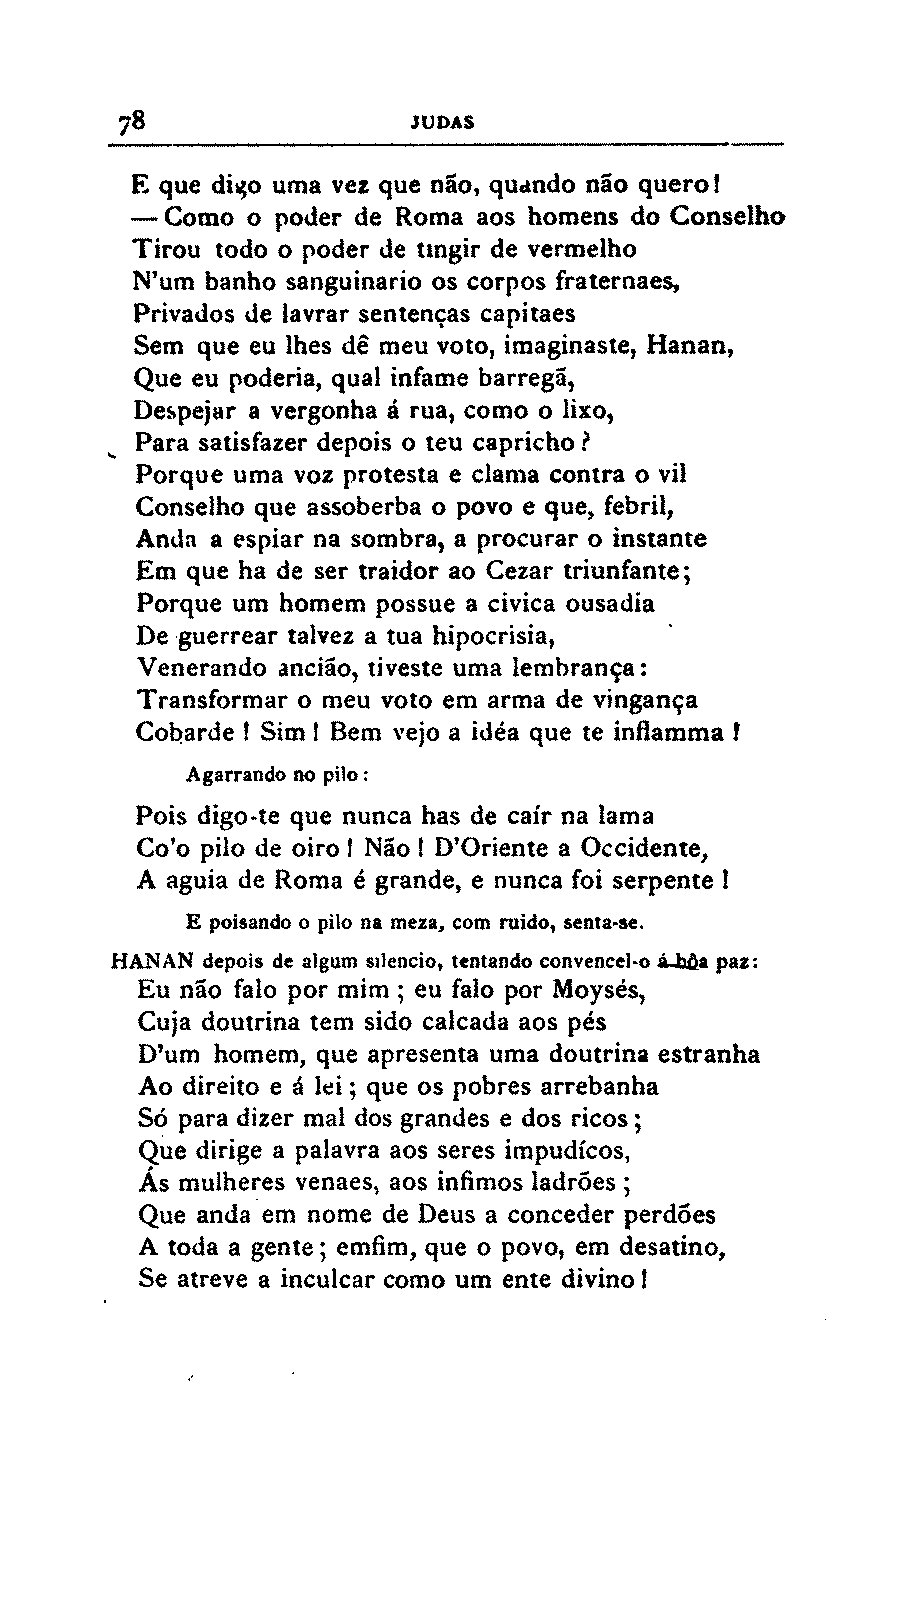 78 JUDAS
E que digo uma vez que não, quando não quero!
— Como o poder de Roma aos homens do Conselho
Tirou todo o poder de tingir de vermelho
N'um banho sanguinario os corpos fraternaes,
Privados de lavrar sentenças capitaes
Sem que eu lhes dê meu voto, imaginaste, Hanan,
Que eu poderia, qual infame barregã,
Despejar a vergonha á rua, como o lixo,
Para satisfazer depois o teu capricho?
Porque uma voz protesta e clama contra o vil
Conselho que assoberba o povo e que, febril,
Anda a espiar na sombra, a procurar o instante
Em que ha de ser traidor ao Cezar triunfante;
Porque um homem possue a civica ousadia
De guerrear talvez a tua hipocrisia,
Venerando ancião, tiveste uma lembrança:
Transformar o meu voto em arma de vingança
Cobarde! Sim! Bem vejo a idéa que te inflamma!
Agarrando no pilo:
Pois digo-te que nunca has de caír na lama
Co'o pilo de oiro! Não! D'Oriente a Occidente,
A aguia de Roma é grande, e nunca foi serpente!
E poisando o pilo na meza, com ruido, senta-se.
HANAN depois de algum silencio, tentando convencel-o á bôa paz:
Eu não falo por mim; eu falo por Moysés,
Cuja doutrina tem sido calcada aos pés
D'um homem, que apresenta uma doutrina estranha
Ao direito e á lei; que os pobres arrebanha
Só para dizer mal dos grandes e dos ricos;
Que dirige a palavra aos seres impudícos,
Ás mulheres venaes, aos infimos ladrões;
Que anda em nome de Deus a conceder perdões
A toda a gente; emfim, que o povo, em desatino,
Se atreve a inculcar como um ente divino!